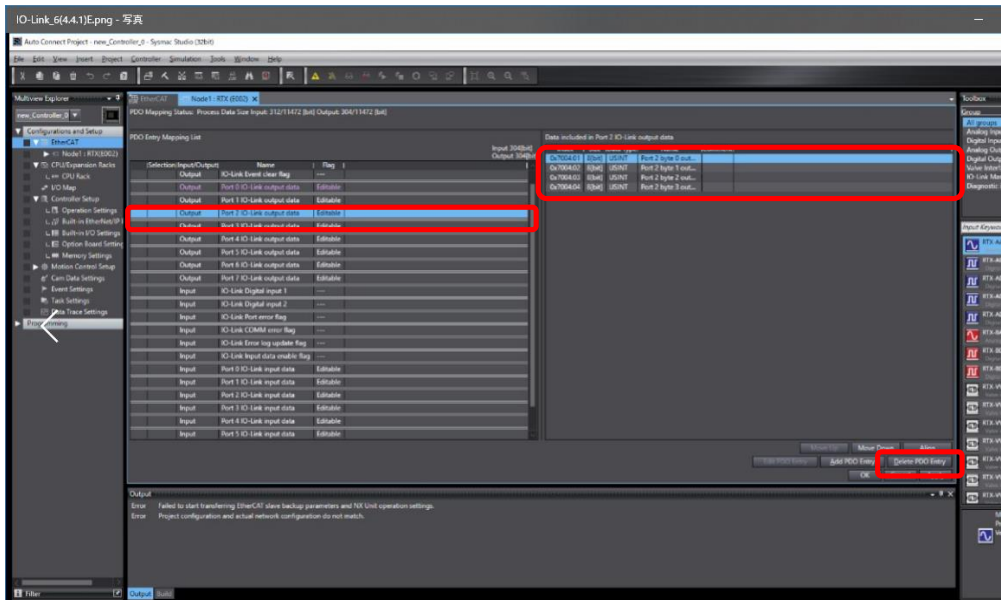 IO-Link_6(4.4.1)E.png - 写真
Auto Connect Project - new_Controller_0 - Sysmac Studio (32bit)
File Edit View Insert Project Controller Simulation Tools Window Help
Multiview Explorer
new_Controller_0
Configurations and Setup
EtherCAT
Node1 : RTX(E002)
CPU/Expansion Racks
CPU Rack
I/O Map
Controller Setup
Operation Settings
Built-in EtherNet/IP
Built-in I/O Settings
Option Board Setting
Memory Settings
Motion Control Setup
Cam Data Settings
Event Settings
Task Settings
Data Trace Settings
Programming
Filter
EtherCAT Node1 : RTX (E002)
PDO Mapping Status: Process Data Size Input: 312/11472 [bit] Output: 304/11472 [bit]
PDO Entry Mapping List
Input 304[bit]
Output 304[bit]
Selection Input/Output Name Flag
Output IO-Link Event clear flag ---
Output Port 0 IO-Link output data Editable
Output Port 1 IO-Link output data Editable
Output Port 2 IO-Link output data Editable
Output Port 3 IO-Link output data Editable
Output Port 4 IO-Link output data Editable
Output Port 5 IO-Link output data Editable
Output Port 6 IO-Link output data Editable
Output Port 7 IO-Link output data Editable
Input IO-Link Digital input 1 ---
Input IO-Link Digital input 2 ---
Input IO-Link Port error flag ---
Input IO-Link COMM error flag ---
Input IO-Link Error log update flag ---
Input IO-Link Input data enable flag ---
Input Port 0 IO-Link input data Editable
Input Port 1 IO-Link input data Editable
Input Port 2 IO-Link input data Editable
Input Port 3 IO-Link input data Editable
Input Port 4 IO-Link input data Editable
Input Port 5 IO-Link input data Editable
Data included in Port 2 IO-Link output data
0x7004:01 8[bit] USINT Port 2 byte 0 out...
0x7004:02 8[bit] USINT Port 2 byte 1 out...
0x7004:03 8[bit] USINT Port 2 byte 2 out...
0x7004:04 8[bit] USINT Port 2 byte 3 out...
Move Up Move Down Align
Edit PDO Entry Add PDO Entry Delete PDO Entry
OK
Output
Error Failed to start transferring EtherCAT slave backup parameters and NX Unit operation settings.
Error Project configuration and actual network configuration do not match.
Output Build
Toolbox
Group
All groups
Analog Inpu
Digital Inpu
Analog Out
Digital Outp
IO-Link Mas
Diagnostic
Input Keywor